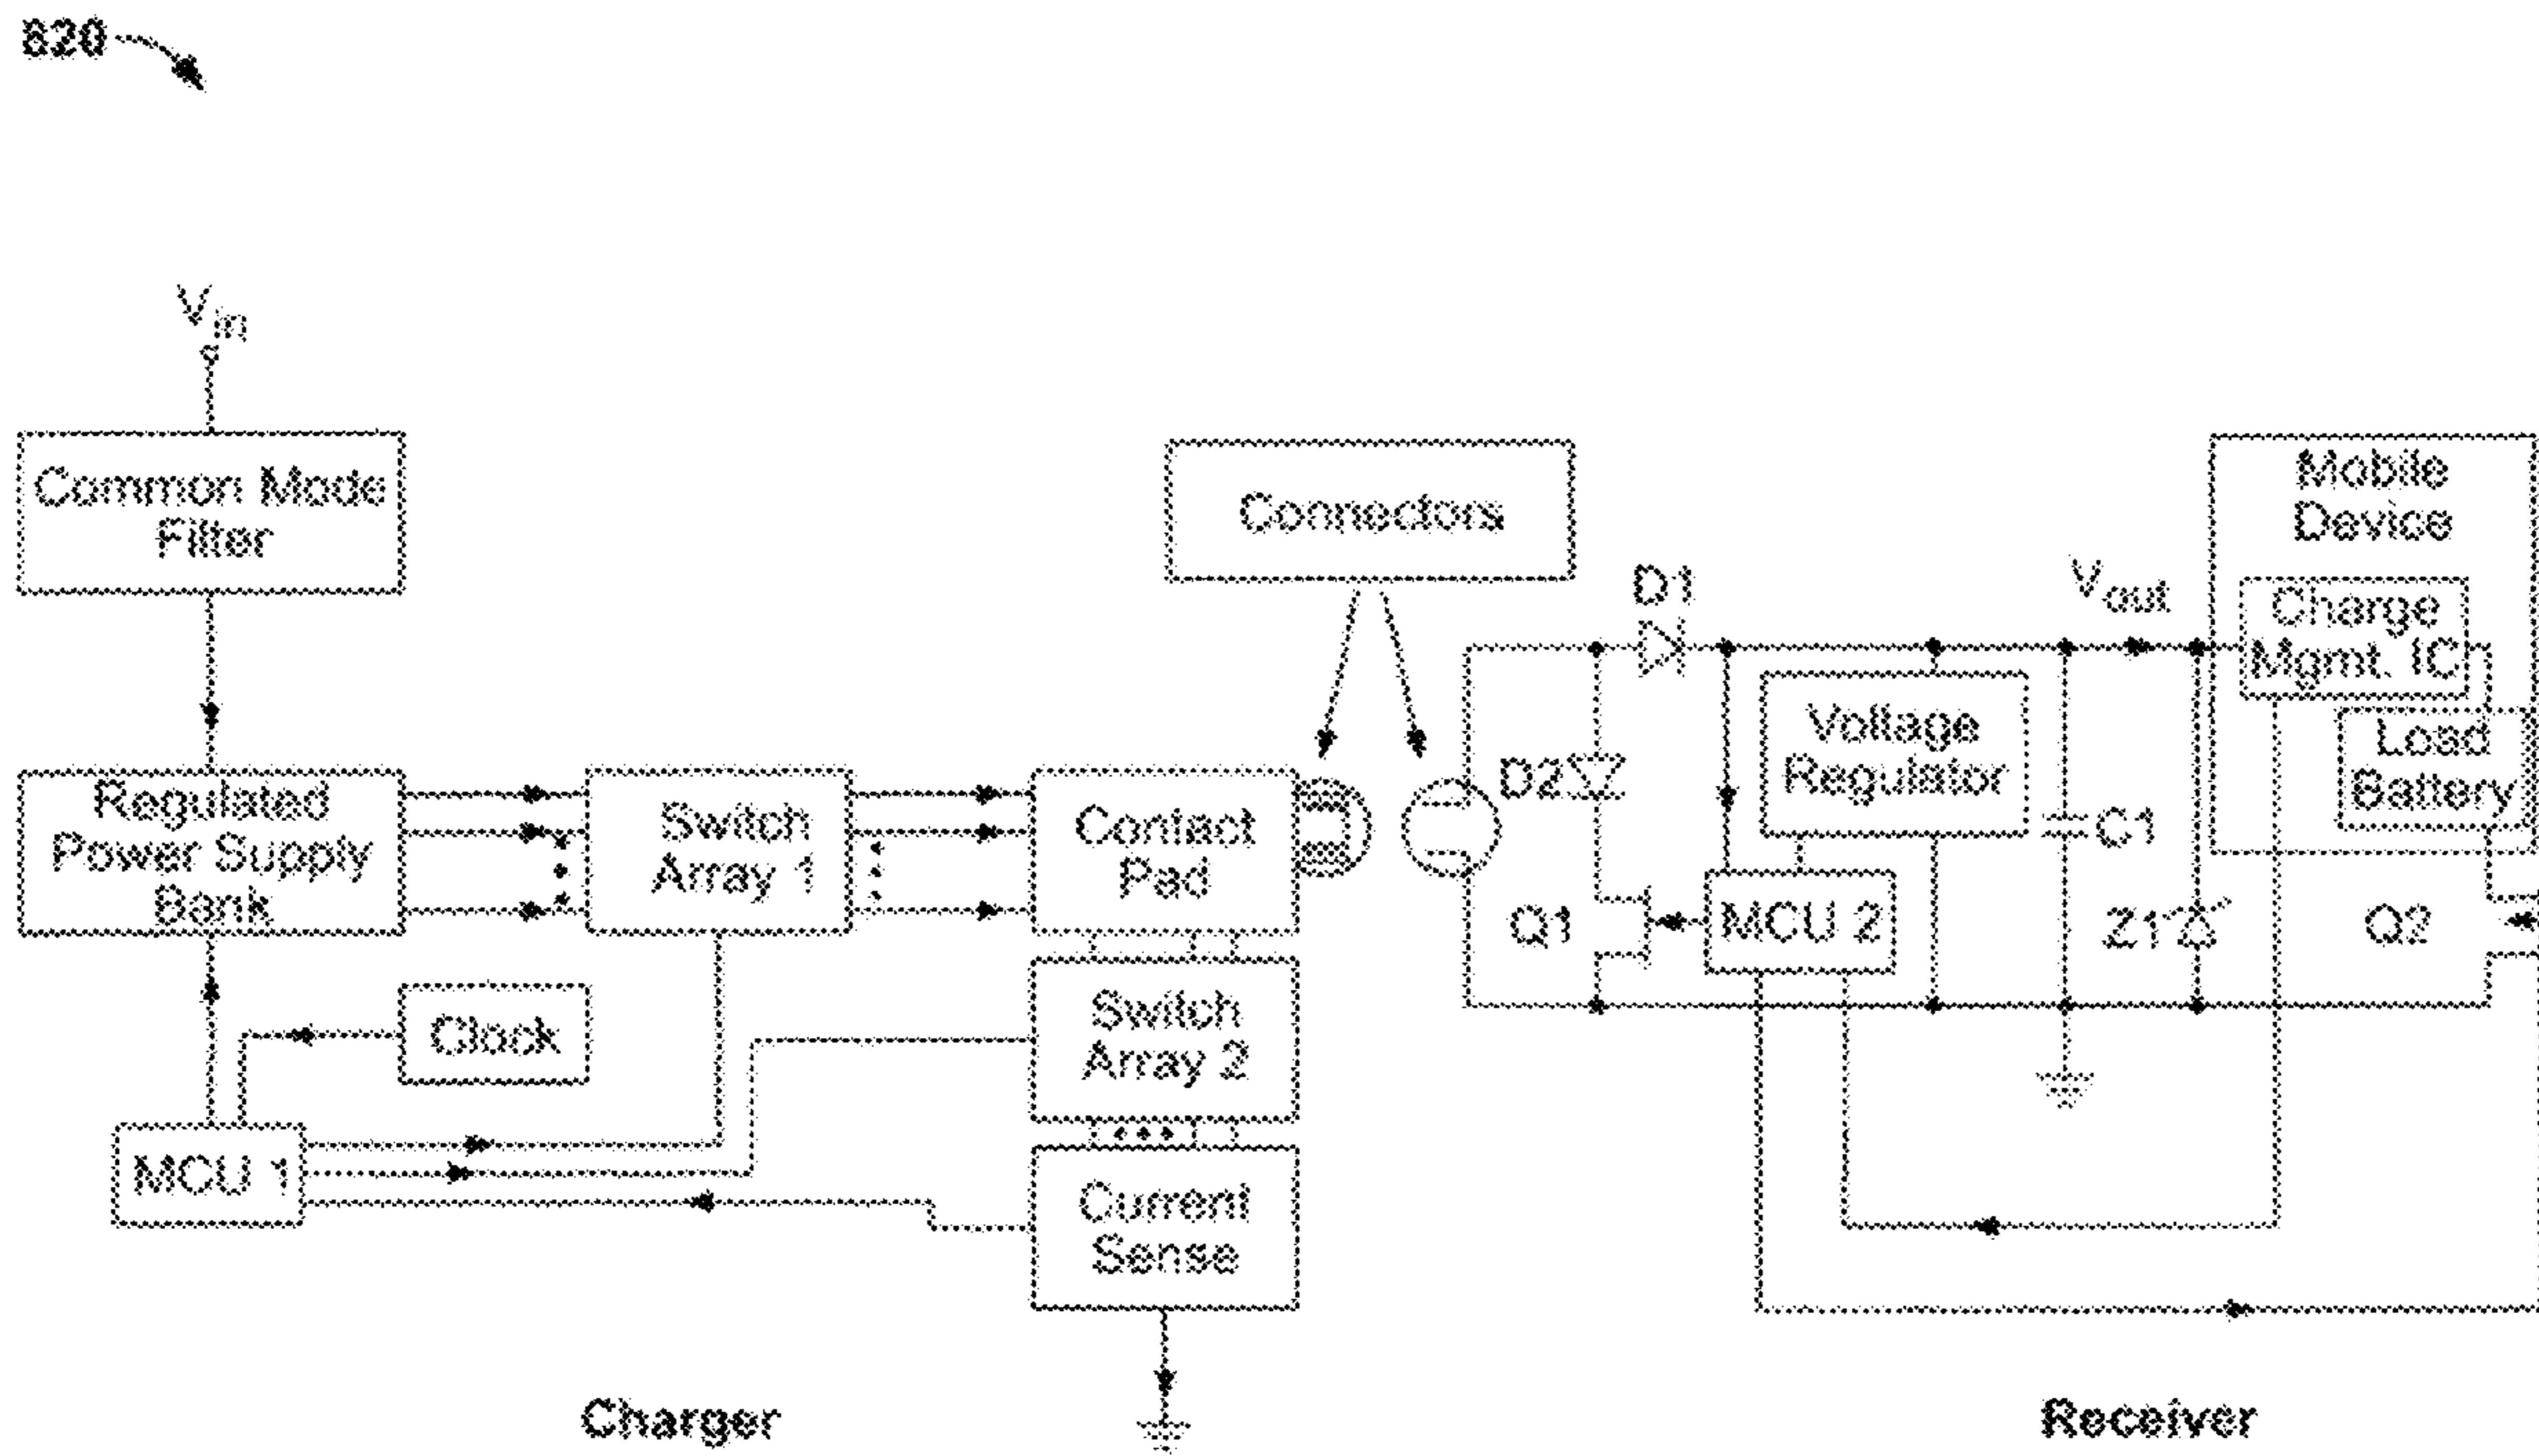 820
Vin
Common Mode
Filter
Connectors
Mobile
Device
D1
Vout
Charge
Mgmt. IC
Regulated
Power Supply
Bank
Switch
Array 1
Contact
Pad
D2
Voltage
Regulator
C1
Load
Battery
Q1
MCU 2
Z1
Q2
Clock
Switch
Array 2
MCU 1
Current
Sense
Charger
Receiver